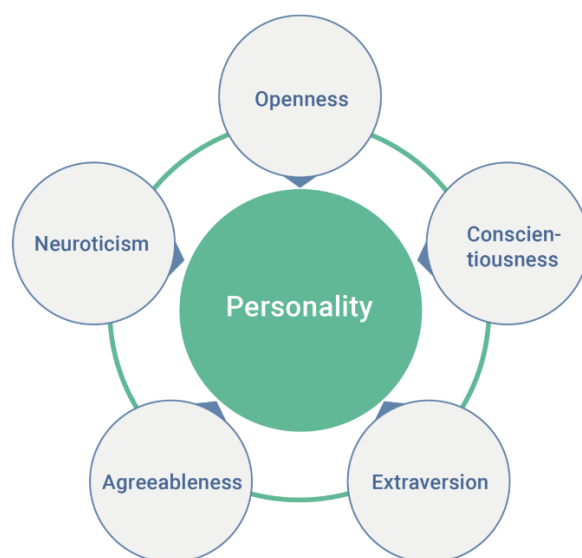 Openness
Neuroticism
Conscien-
tiousness
Personality
Agreeableness
Extraversion